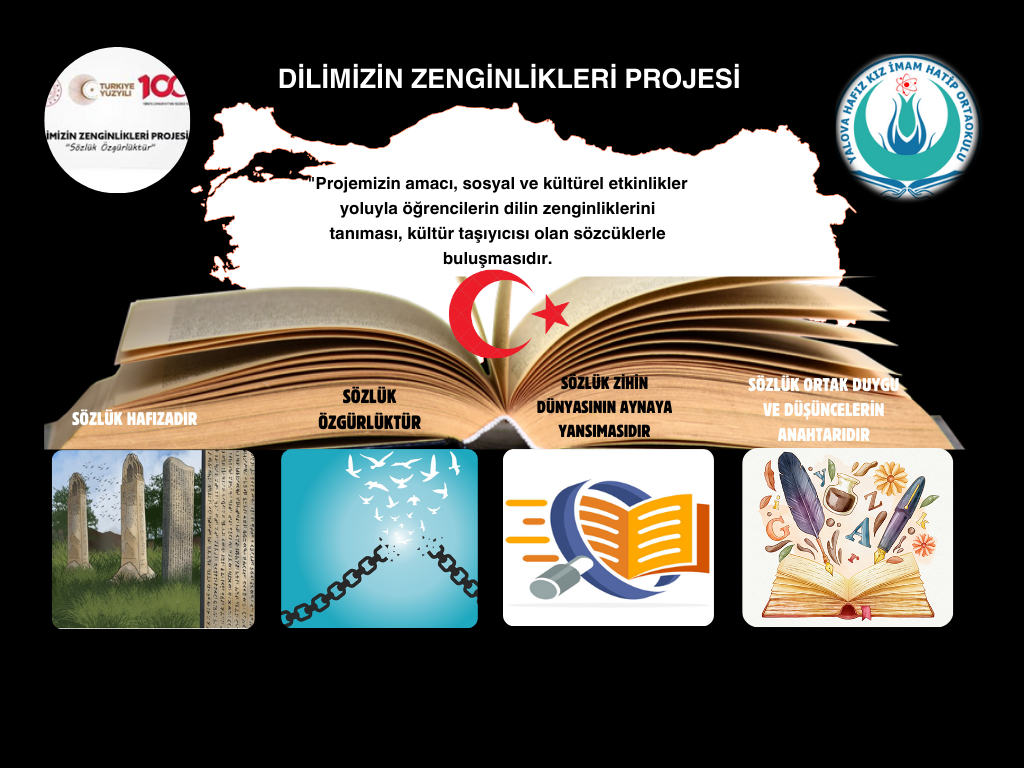 DİLİMİZİN ZENGİNLİKLERİ PROJESİ
TÜRKİYE
YÜZYILI
100
İMİZİN ZENGİNLİKLERİ PROJESİ
"Sözlük Özgürlüktür"
YALOVA HAFIZ KIZ İMAM HATİP ORTAOKULU
"Projemizin amacı, sosyal ve kültürel etkinlikler
yoluyla öğrencilerin dilin zenginliklerini
tanıması, kültür taşıyıcısı olan sözcüklerle
buluşmasıdır.
SÖZLÜK HAFIZADIR
SÖZLÜK
ÖZGÜRLÜKTÜR
SÖZLÜK ZİHİN
DÜNYASININ AYNAYA
YANSIMASIDIR
SÖZLÜK ORTAK DUYGU
VE DÜŞÜNCELERİN
ANAHTARIDIR